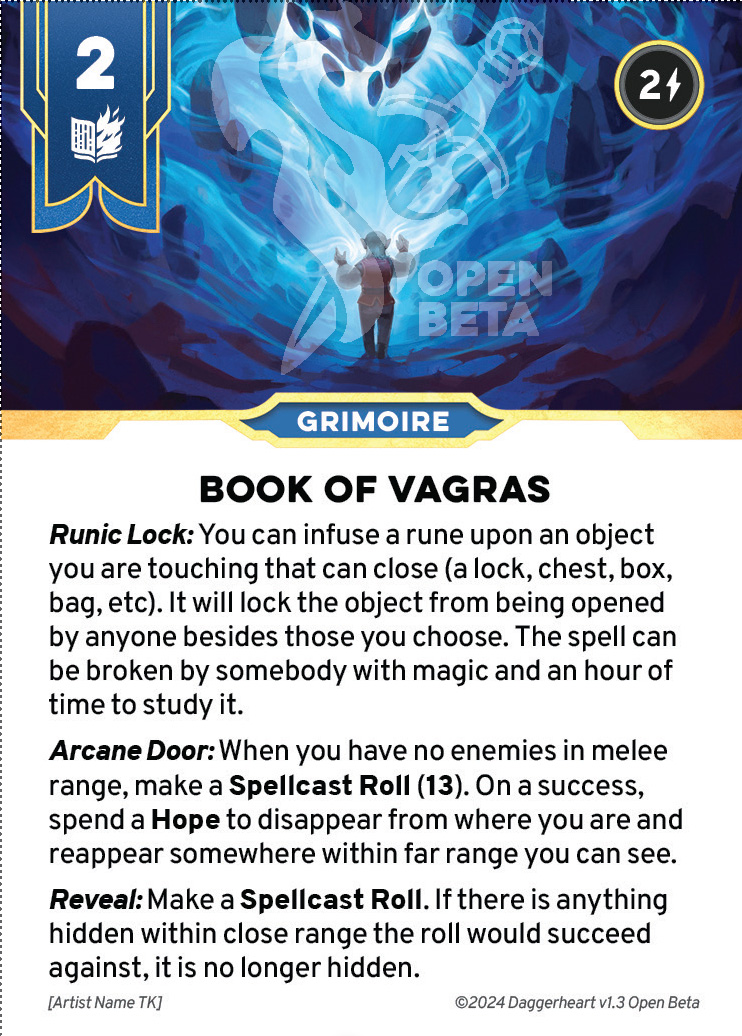 2
2
OPEN
BETA
GRIMOIRE
BOOK OF VAGRAS
Runic Lock: You can infuse a rune upon an object
you are touching that can close (a lock, chest, box,
bag, etc). It will lock the object from being opened
by anyone besides those you choose. The spell can
be broken by somebody with magic and an hour of
time to study it.
Arcane Door: When you have no enemies in melee
range, make a Spellcast Roll (13). On a success,
spend a Hope to disappear from where you are and
reappear somewhere within far range you can see.
Reveal: Make a Spellcast Roll. If there is anything
hidden within close range the roll would succeed
against, it is no longer hidden.
[Artist Name TK]
©2024 Daggerheart v1.3 Open Beta